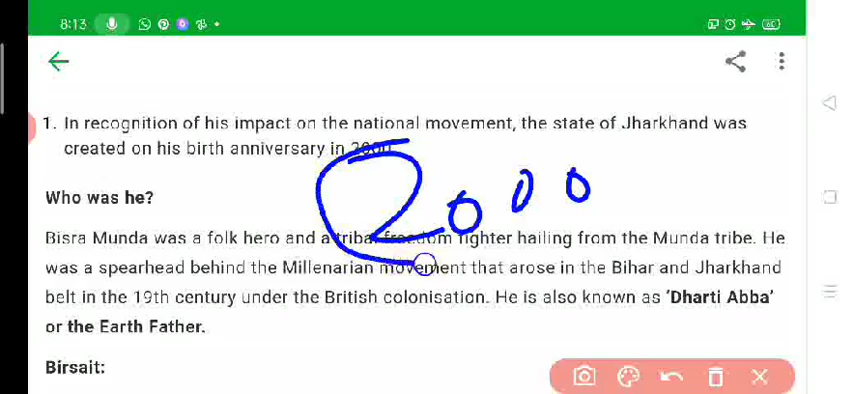 8:13
1. In recognition of his impact on the national movement, the state of Jharkhand was
created on his birth anniversary in 2000.
Who was he?
Bisra Munda was a folk hero and a tribal freedom fighter hailing from the Munda tribe. He
was a spearhead behind the Millenarian movement that arose in the Bihar and Jharkhand
belt in the 19th century under the British colonisation. He is also known as ‘Dharti Abba’
or the Earth Father.
Birsait:
2000